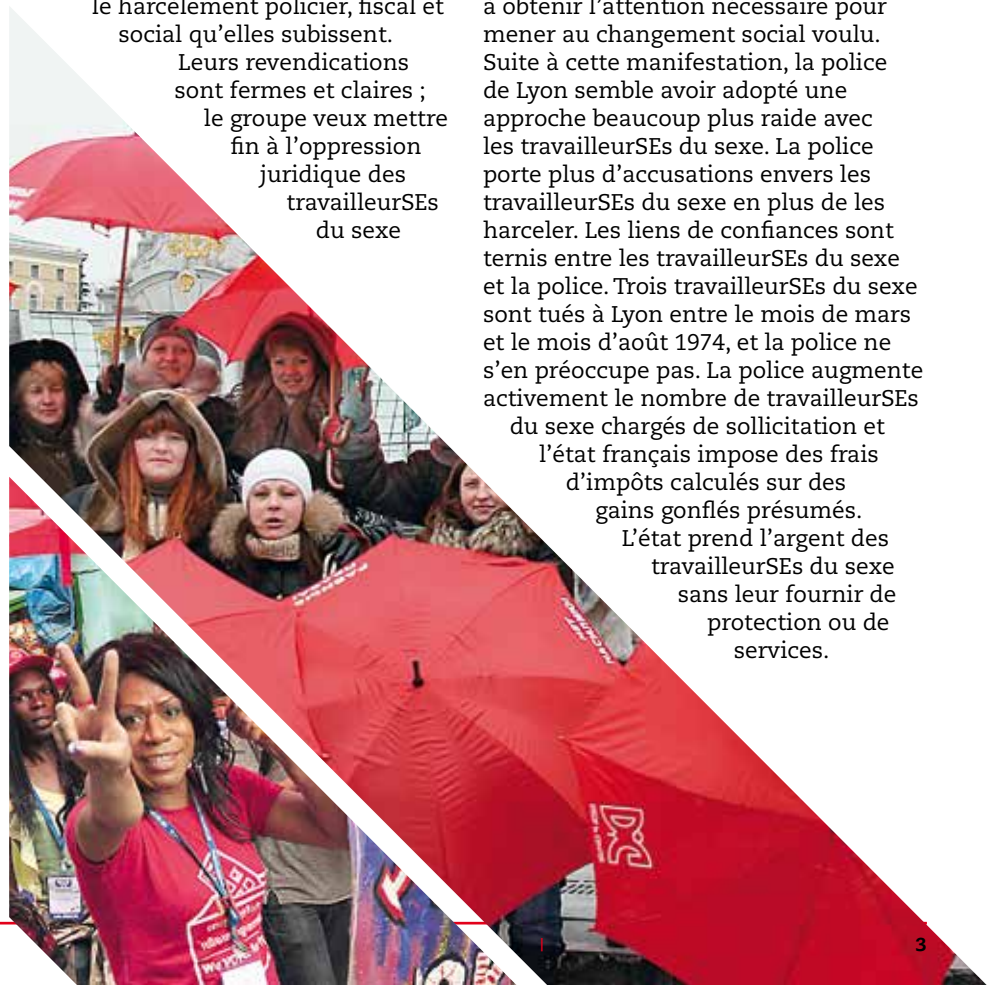 le harcèlement policier, fiscal et
social qu'elles subissent.
Leurs revendications
sont fermes et claires ;
le groupe veux mettre
fin à l'oppression
juridique des
travailleurSEs
du sexe
à obtenir l'attention nécessaire pour
mener au changement social voulu.
Suite à cette manifestation, la police
de Lyon semble avoir adopté une
approche beaucoup plus raide avec
les travailleurSEs du sexe. La police
porte plus d'accusations envers les
travailleurSEs du sexe en plus de les
harceler. Les liens de confiances sont
ternis entre les travailleurSEs du sexe
et la police. Trois travailleurSEs du sexe
sont tués à Lyon entre le mois de mars
et le mois d'août 1974, et la police ne
s'en préoccupe pas. La police augmente
activement le nombre de travailleurSEs
du sexe chargés de sollicitation et
l'état français impose des frais
d'impôts calculés sur des
gains gonflés présumés.
L'état prend l'argent des
travailleurSEs du sexe
sans leur fournir de
protection ou de
services.
3